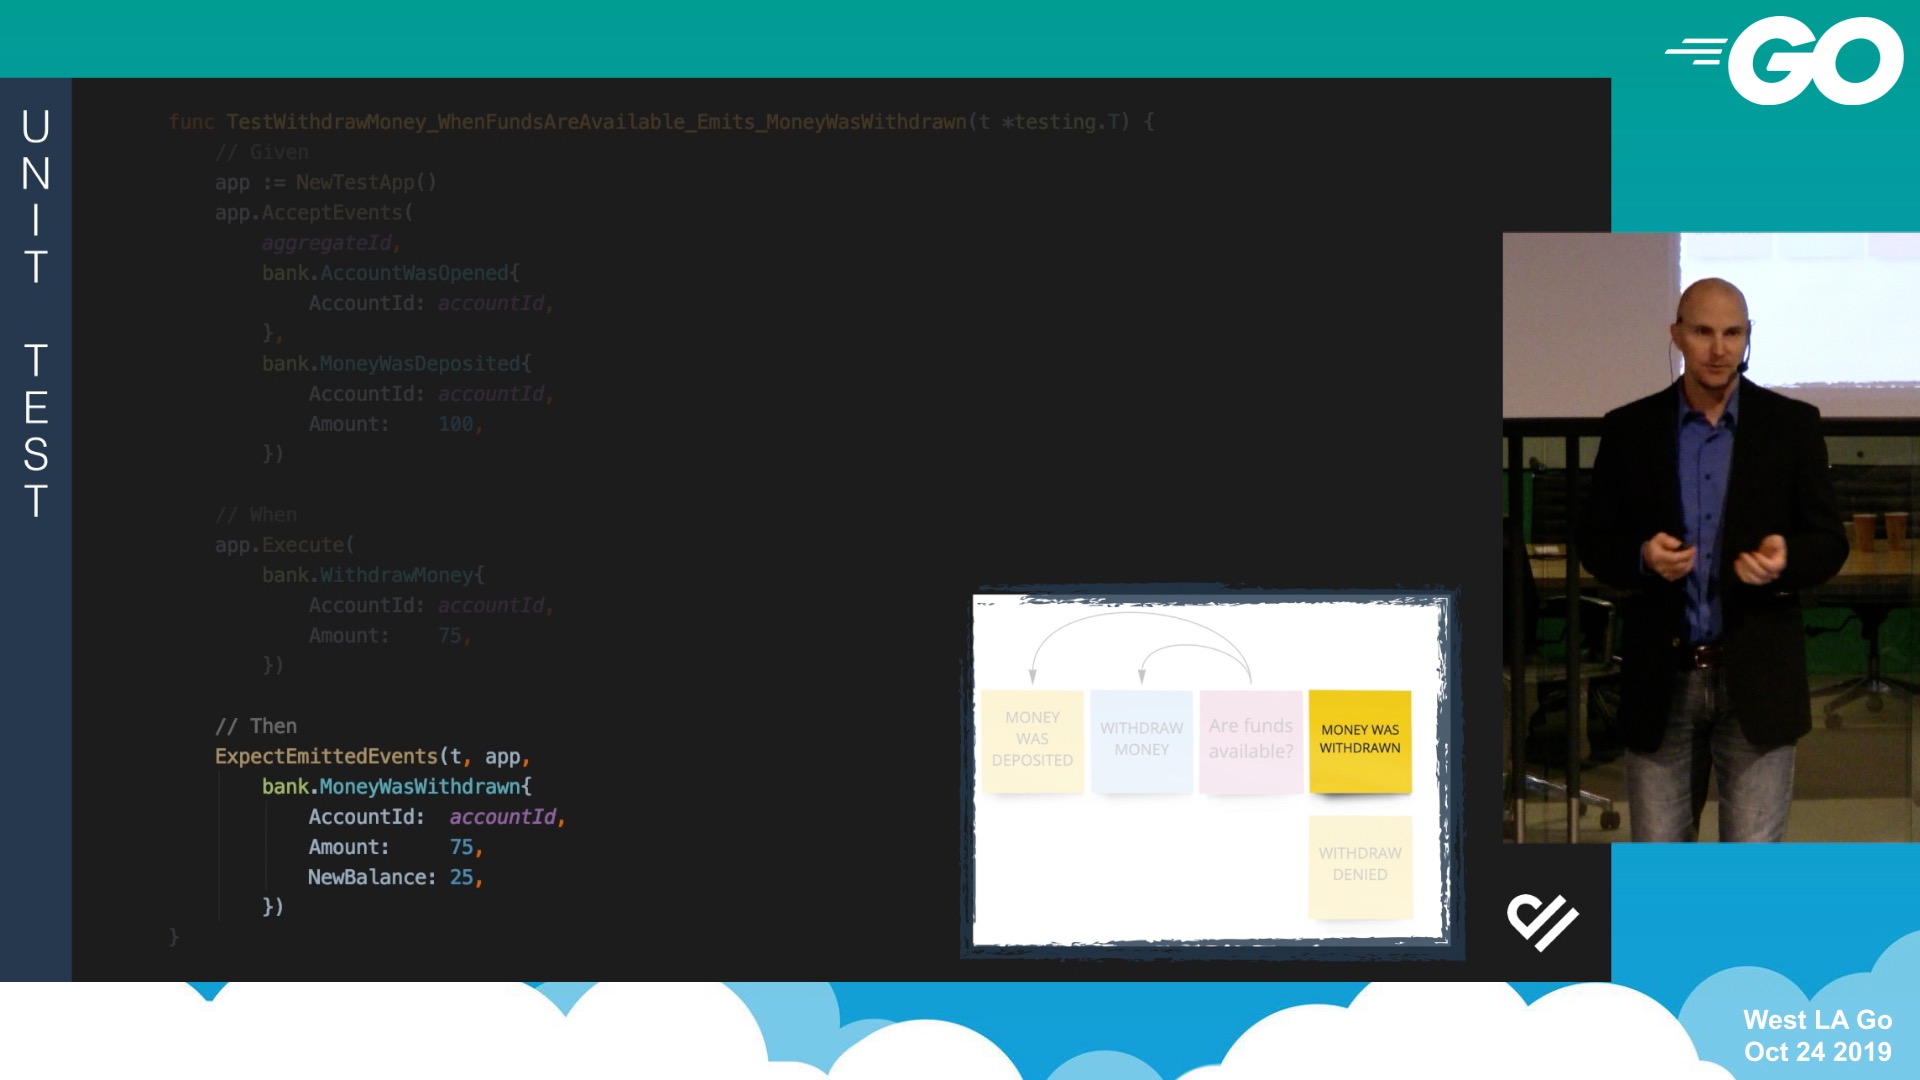 GO
UNIT TEST
func TestWithdrawMoney_WhenFundsAreAvailable_Emits_MoneyWasWithdrawn(t *testing.T) {
// Given
app := NewTestApp()
app.AcceptEvents(
aggregateId,
bank.AccountWasOpened{
AccountId: accountId,
},
bank.MoneyWasDeposited{
AccountId: accountId,
Amount: 100,
})
// When
app.Execute(
bank.WithdrawMoney{
AccountId: accountId,
Amount: 75,
})
// Then
ExpectEmittedEvents(t, app,
bank.MoneyWasWithdrawn{
AccountId: accountId,
Amount: 75,
NewBalance: 25,
})
}
MONEY
WAS
DEPOSITED
WITHDRAW
MONEY
Are funds
available?
MONEY WAS
WITHDRAWN
WITHDRAW
DENIED
West LA Go
Oct 24 2019